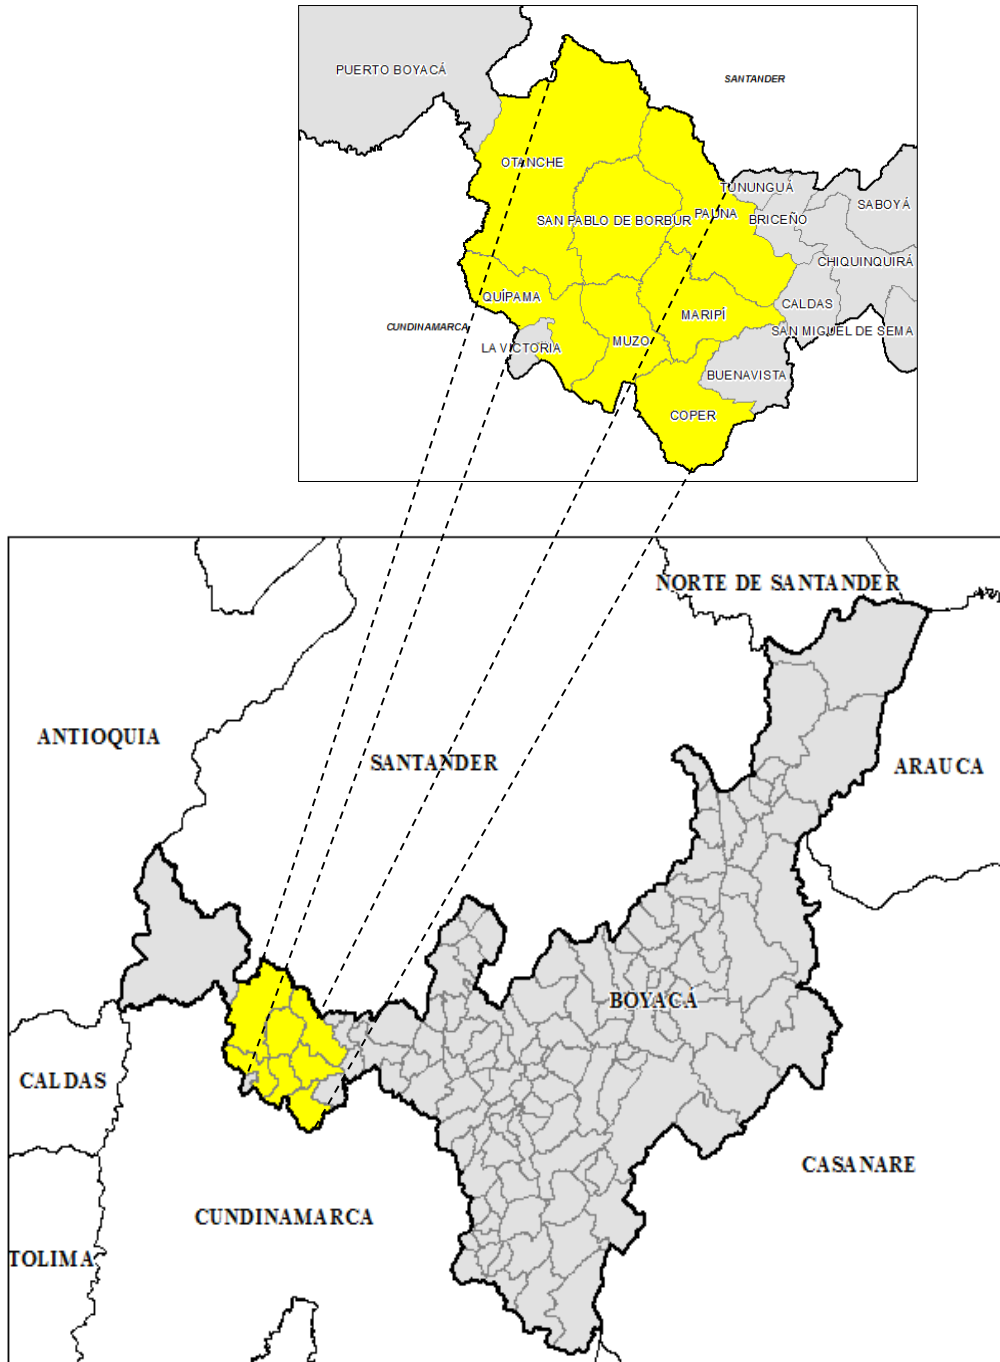 PUERTO BOYACÁ
SANTANDER
OTANCHE
TUNUNGUÁ
SABOYÁ
SAN PABLO DE BORBUR
PAUNA
BRICEÑO
CHIQUINQUIRÁ
QUÍPAMA
CALDAS
MARIPÍ
CUNDINAMARCA
SAN MIGUEL DE SEMA
LA VICTORIA
MUZO
BUENAVISTA
COPER
NORTE DE SANTANDER
ANTIOQUIA
SANTANDER
ARAUCA
BOYACÁ
CALDAS
CASANARE
CUNDINAMARCA
TOLIMA